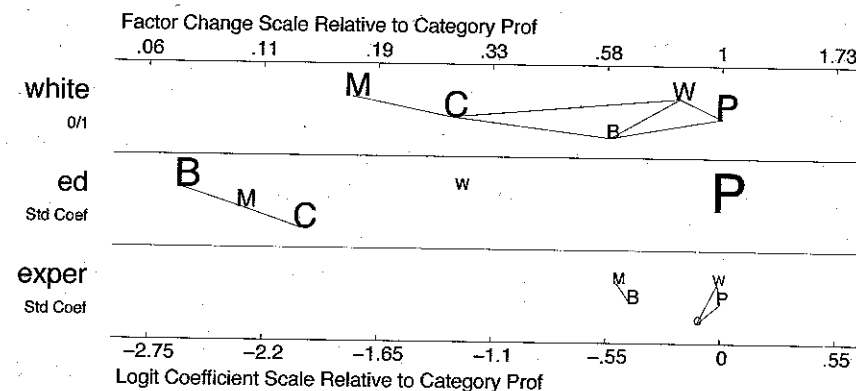 Factor Change Scale Relative to Category Prof
.06 .11 .19 .33 .58 1 1.73
white
0/1
M C B W P
ed
Std Coef
B M C W P
exper
Std Coef
M B C W P
-2.75 -2.2 -1.65 -1.1 -.55 0 .55
Logit Coefficient Scale Relative to Category Prof